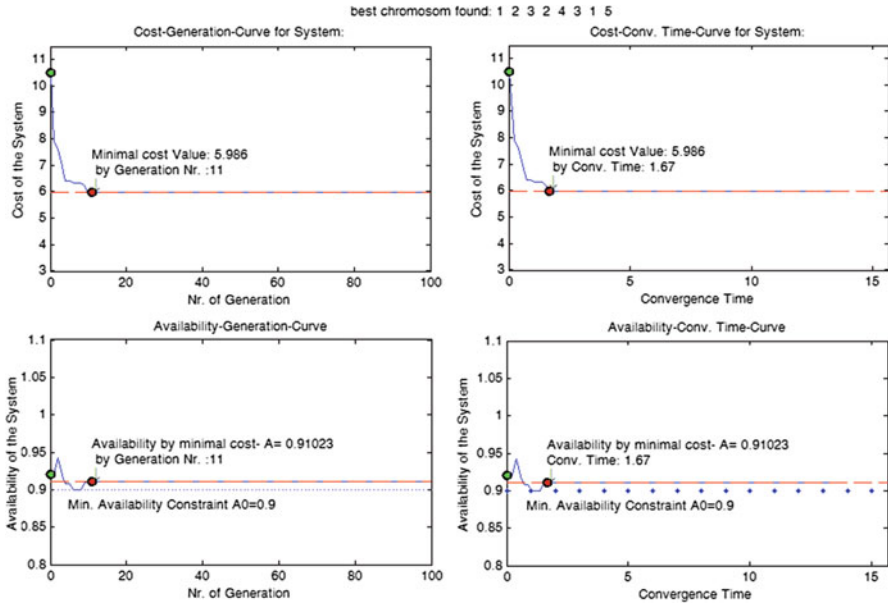 best chromosom found: 1 2 3 2 4 3 1 5
Cost-Generation-Curve for System:
11
10
9
8
7
6
5
4
3
Cost of the System
Minimal cost Value: 5.986
by Generation Nr. :11
0
20
40
60
80
100
Nr. of Generation
Cost-Conv. Time-Curve for System:
11
10
9
8
7
6
5
4
3
Cost of the System
Minimal cost Value: 5.986
by Conv. Time: 1.67
0
5
10
15
Convergence Time
Availability-Generation-Curve
1.1
1.05
1
0.95
0.9
0.85
0.8
Availability of the System
Availability by minimal cost- A= 0.91023
by Generation Nr. :11
Min. Availability Constraint A0=0.9
0
20
40
60
80
100
Nr. of Generation
Availability-Conv. Time-Curve
1.1
1.05
1
0.95
0.9
0.85
0.8
Availability of the System
Availability by minimal cost- A= 0.91023
Conv. Time: 1.67
Min. Availability Constraint A0=0.9
0
5
10
15
Convergence Time